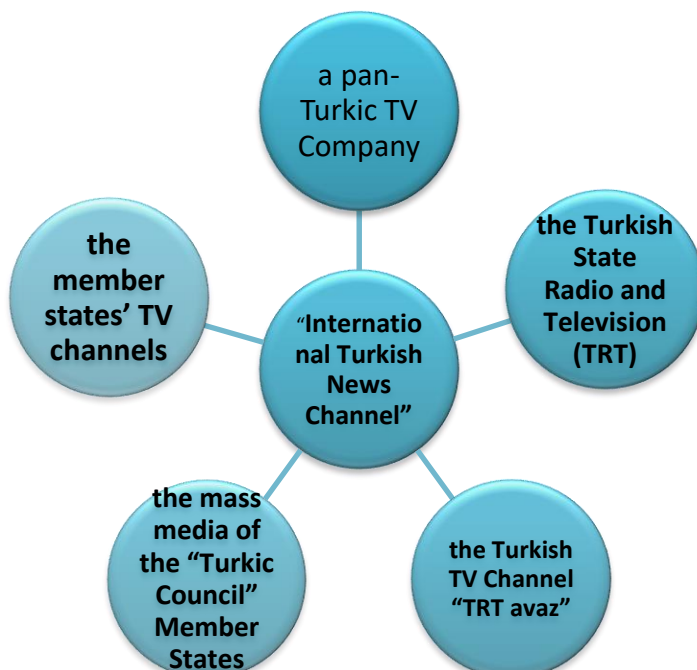 a pan-
Turkic TV
Company
the Turkish
State
Radio and
Television
(TRT)
the
member
states’ TV
channels
“Internatio
nal Turkish
News
Channel”
the mass
media of
the “Turkic
Council”
Member
States
the Turkish
TV Channel
“TRT avaz”